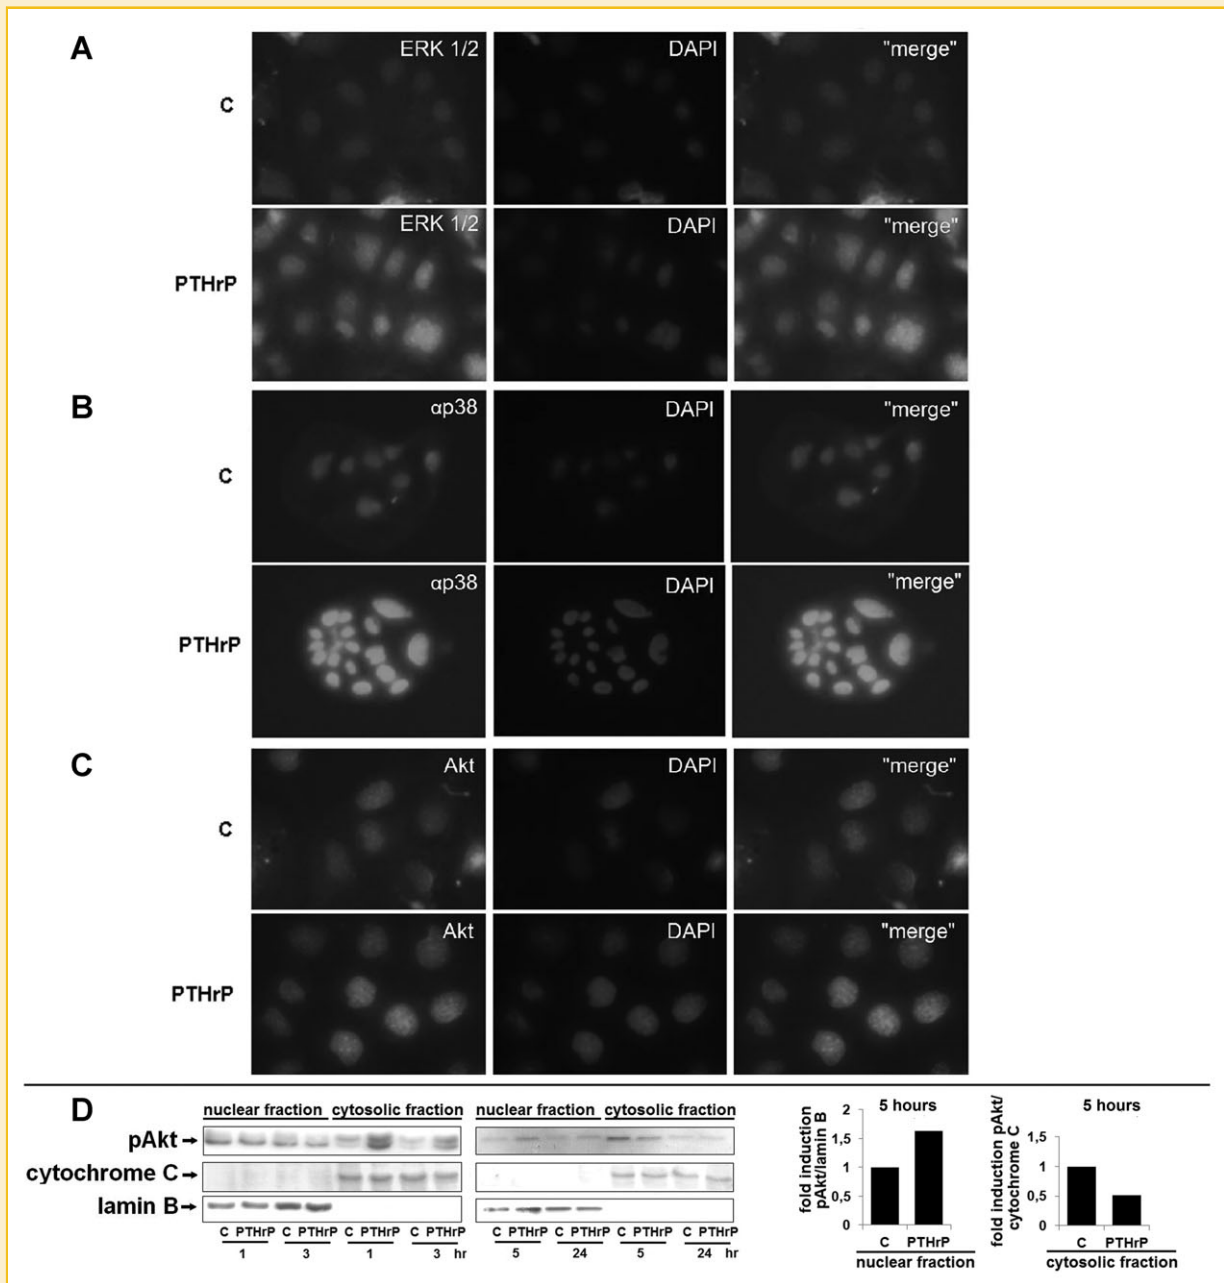 A
ERK 1/2 DAPI "merge"
C
ERK 1/2 DAPI "merge"
PTHrP
B
αp38 DAPI "merge"
C
αp38 DAPI "merge"
PTHrP
C
Akt DAPI "merge"
C
Akt DAPI "merge"
PTHrP
D
nuclear fraction cytosolic fraction nuclear fraction cytosolic fraction
pAkt
cytochrome C
lamin B
C PTHrP C PTHrP C PTHrP C PTHrP C PTHrP C PTHrP C PTHrP C PTHrP
1 3 1 3 hr 5 24 5 24 hr
fold induction
pAkt/lamin B
5 hours
2
1,5
1
0,5
0
C PTHrP
nuclear fraction
fold induction pAkt/
cytochrome C
5 hours
1,5
1
0,5
0
C PTHrP
cytosolic fraction